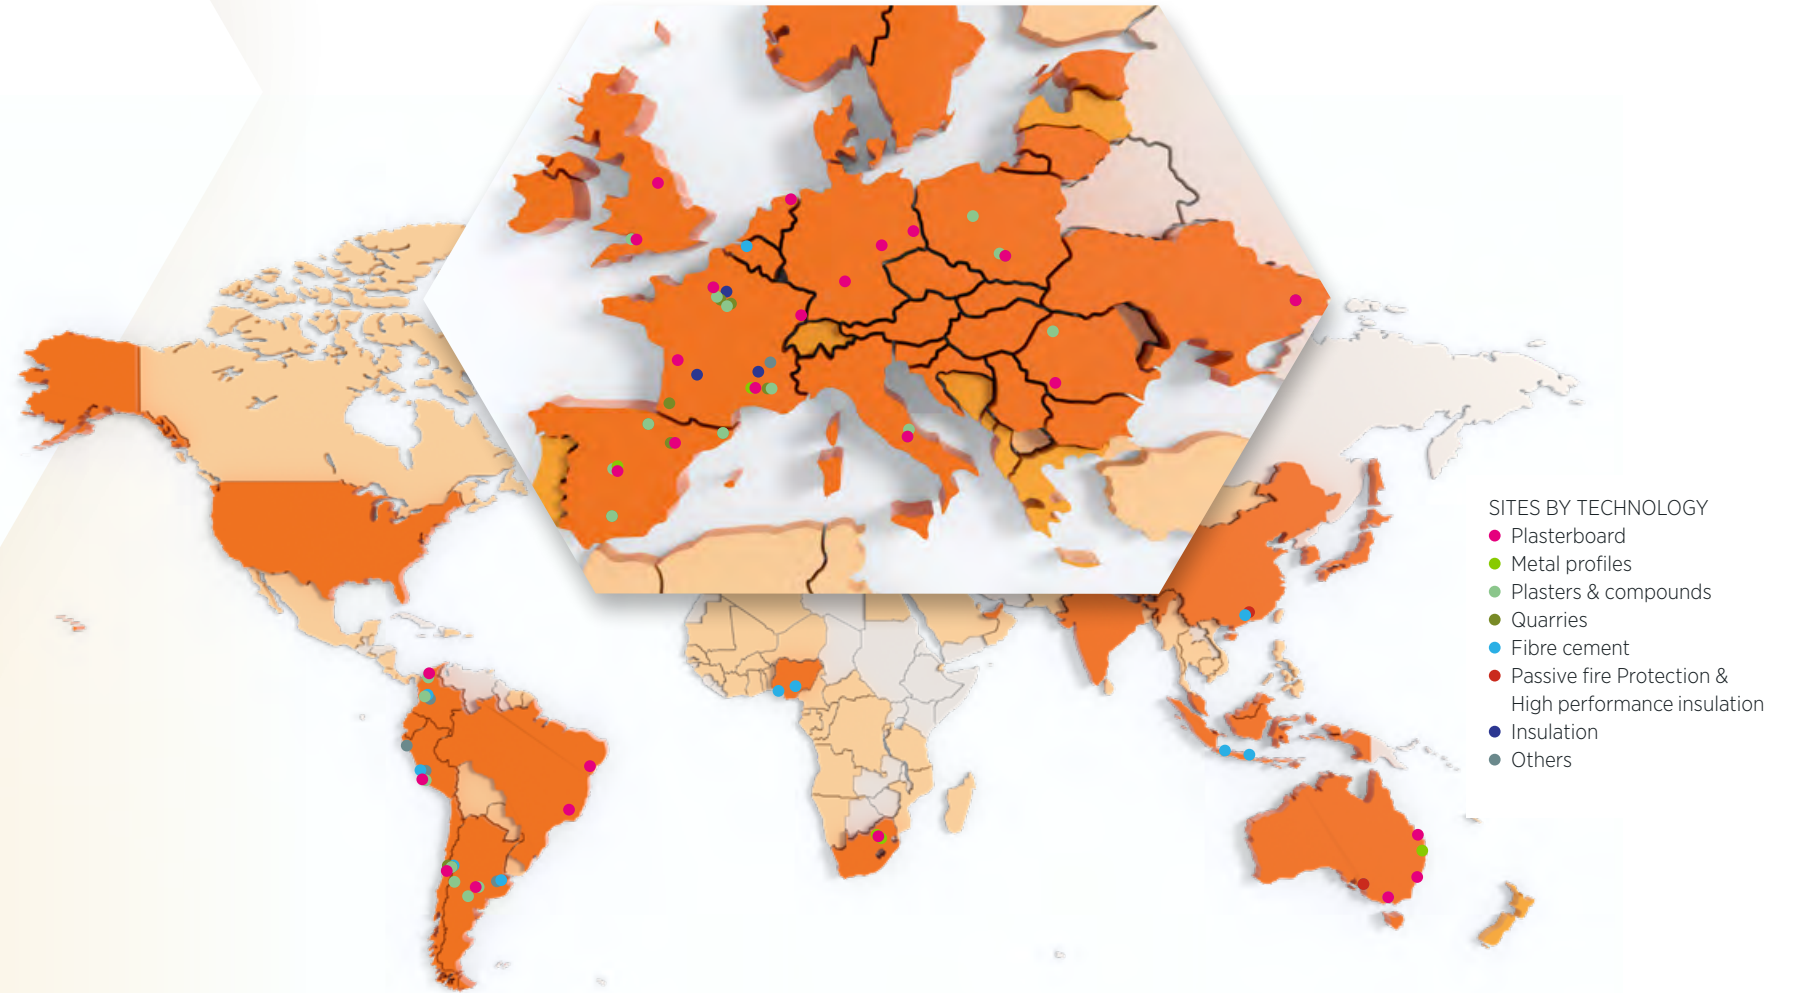 SITES BY TECHNOLOGY
Plasterboard
Metal profiles
Plasters & compounds
Quarries
Fibre cement
Passive fire Protection &
High performance insulation
Insulation
Others